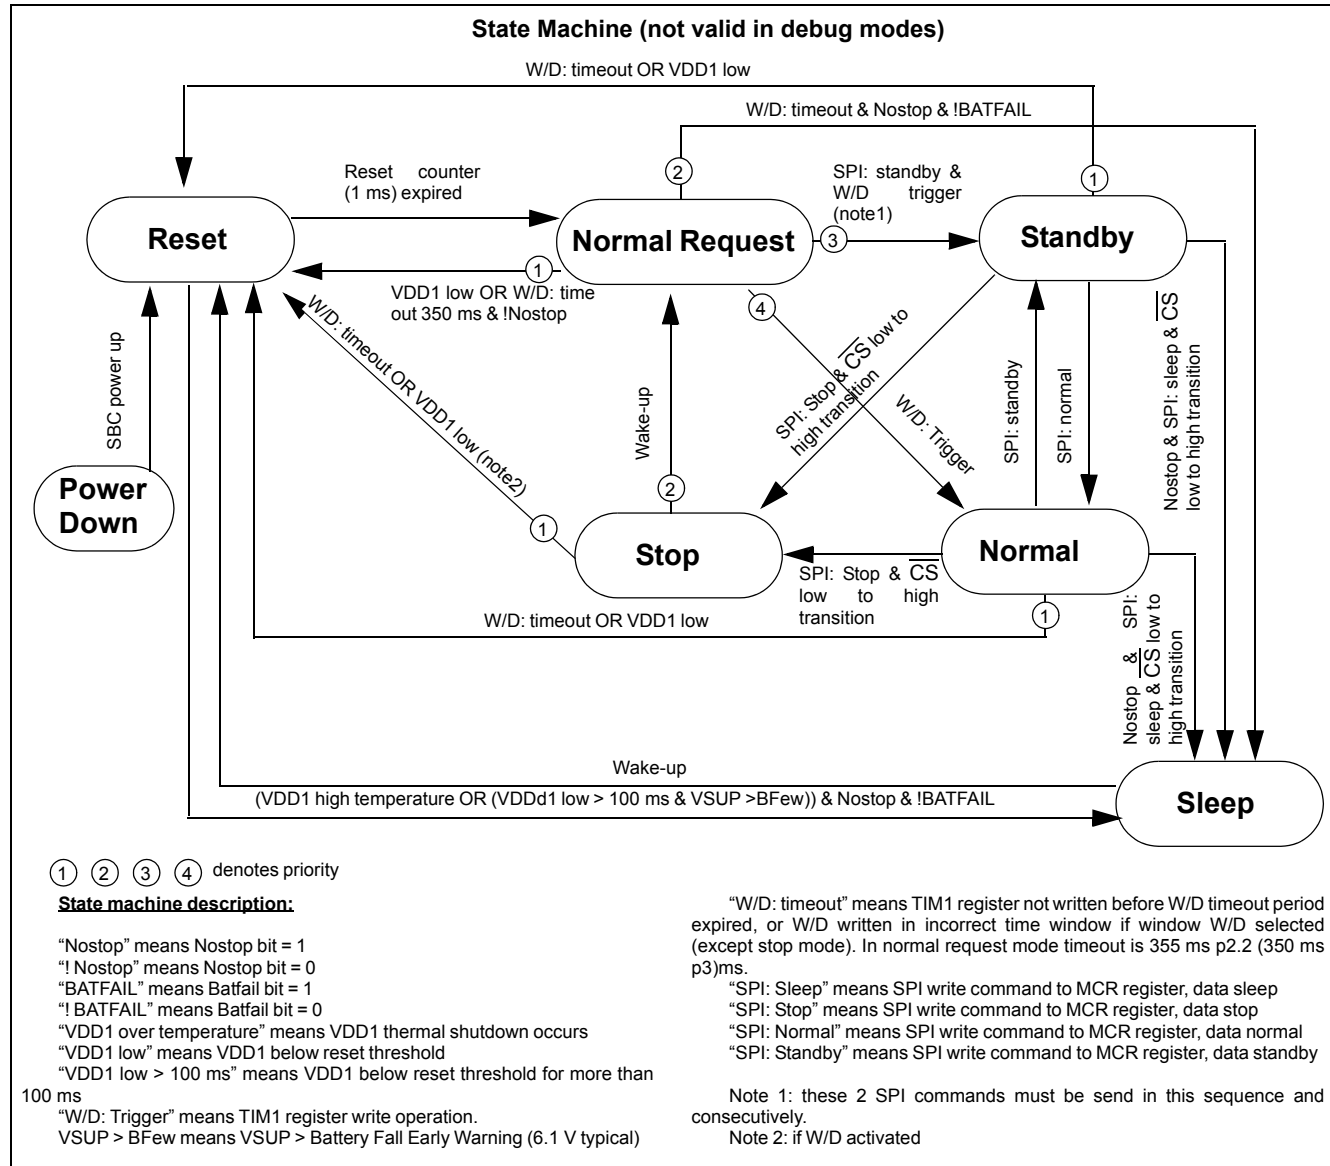 State Machine (not valid in debug modes)
W/D: timeout OR VDD1 low
W/D: timeout & Nostop & !BATFAIL
Reset counter
(1 ms) expired
2
SPI: standby &
W/D trigger
(note1)
1
Reset
Normal Request
3
Standby
1
VDD1 low OR W/D: time
out 350 ms & !Nostop
4
W/D: timeout OR VDD1 low (note2)
SBC power up
Wake-up
SPI: Stop & CS low to
high transition
W/D: Trigger
SPI: standby
SPI: normal
Nostop & SPI: sleep & CS
low to high transition
Power
Down
2
1
Stop
Normal
SPI: Stop & CS
low to high
transition
1
W/D: timeout OR VDD1 low
Nostop & SPI:
sleep & CS low to
high transition
Wake-up
(VDD1 high temperature OR (VDDd1 low > 100 ms & VSUP >BFew)) & Nostop & !BATFAIL
Sleep
1 2 3 4 denotes priority
State machine description:
“Nostop” means Nostop bit = 1
“! Nostop” means Nostop bit = 0
“BATFAIL” means Batfail bit = 1
“! BATFAIL” means Batfail bit = 0
“VDD1 over temperature” means VDD1 thermal shutdown occurs
“VDD1 low” means VDD1 below reset threshold
“VDD1 low > 100 ms” means VDD1 below reset threshold for more than
100 ms
“W/D: Trigger” means TIM1 register write operation.
VSUP > BFew means VSUP > Battery Fall Early Warning (6.1 V typical)
“W/D: timeout” means TIM1 register not written before W/D timeout period
expired, or W/D written in incorrect time window if window W/D selected
(except stop mode). In normal request mode timeout is 355 ms p2.2 (350 ms
p3)ms.
“SPI: Sleep” means SPI write command to MCR register, data sleep
“SPI: Stop” means SPI write command to MCR register, data stop
“SPI: Normal” means SPI write command to MCR register, data normal
“SPI: Standby” means SPI write command to MCR register, data standby
Note 1: these 2 SPI commands must be send in this sequence and
consecutively.
Note 2: if W/D activated